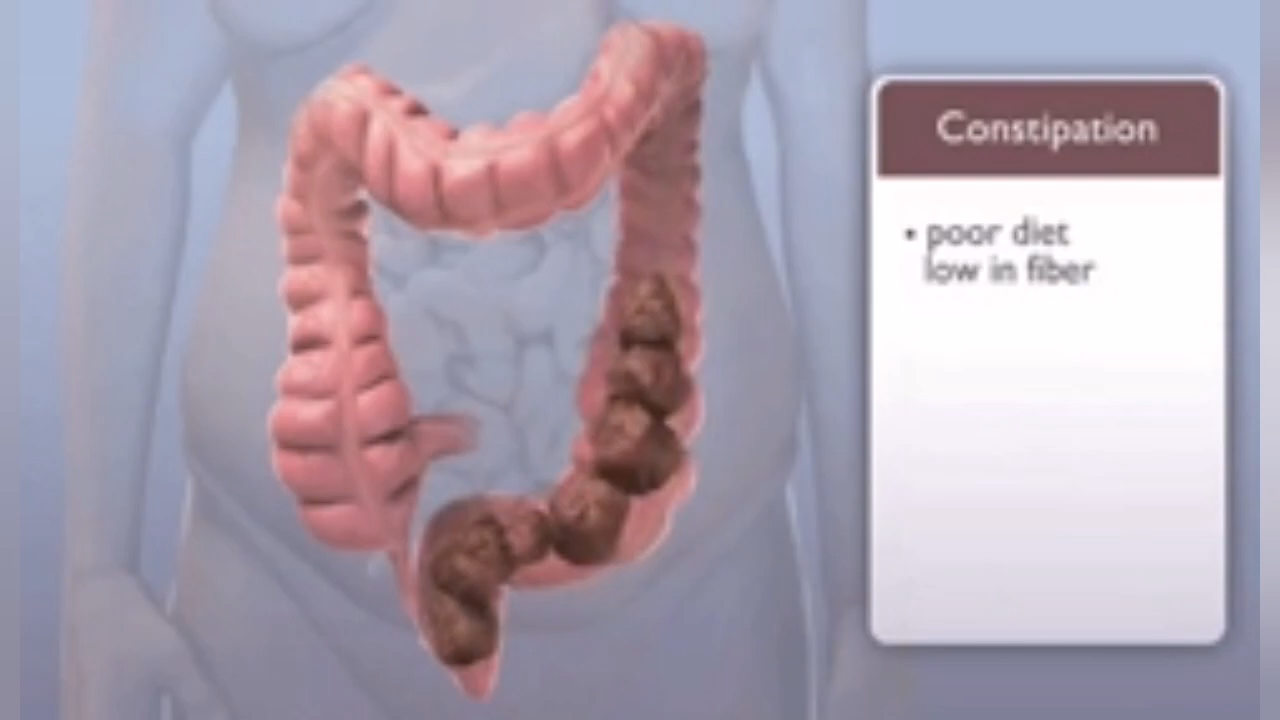 Constipation
• poor diet
low in fiber